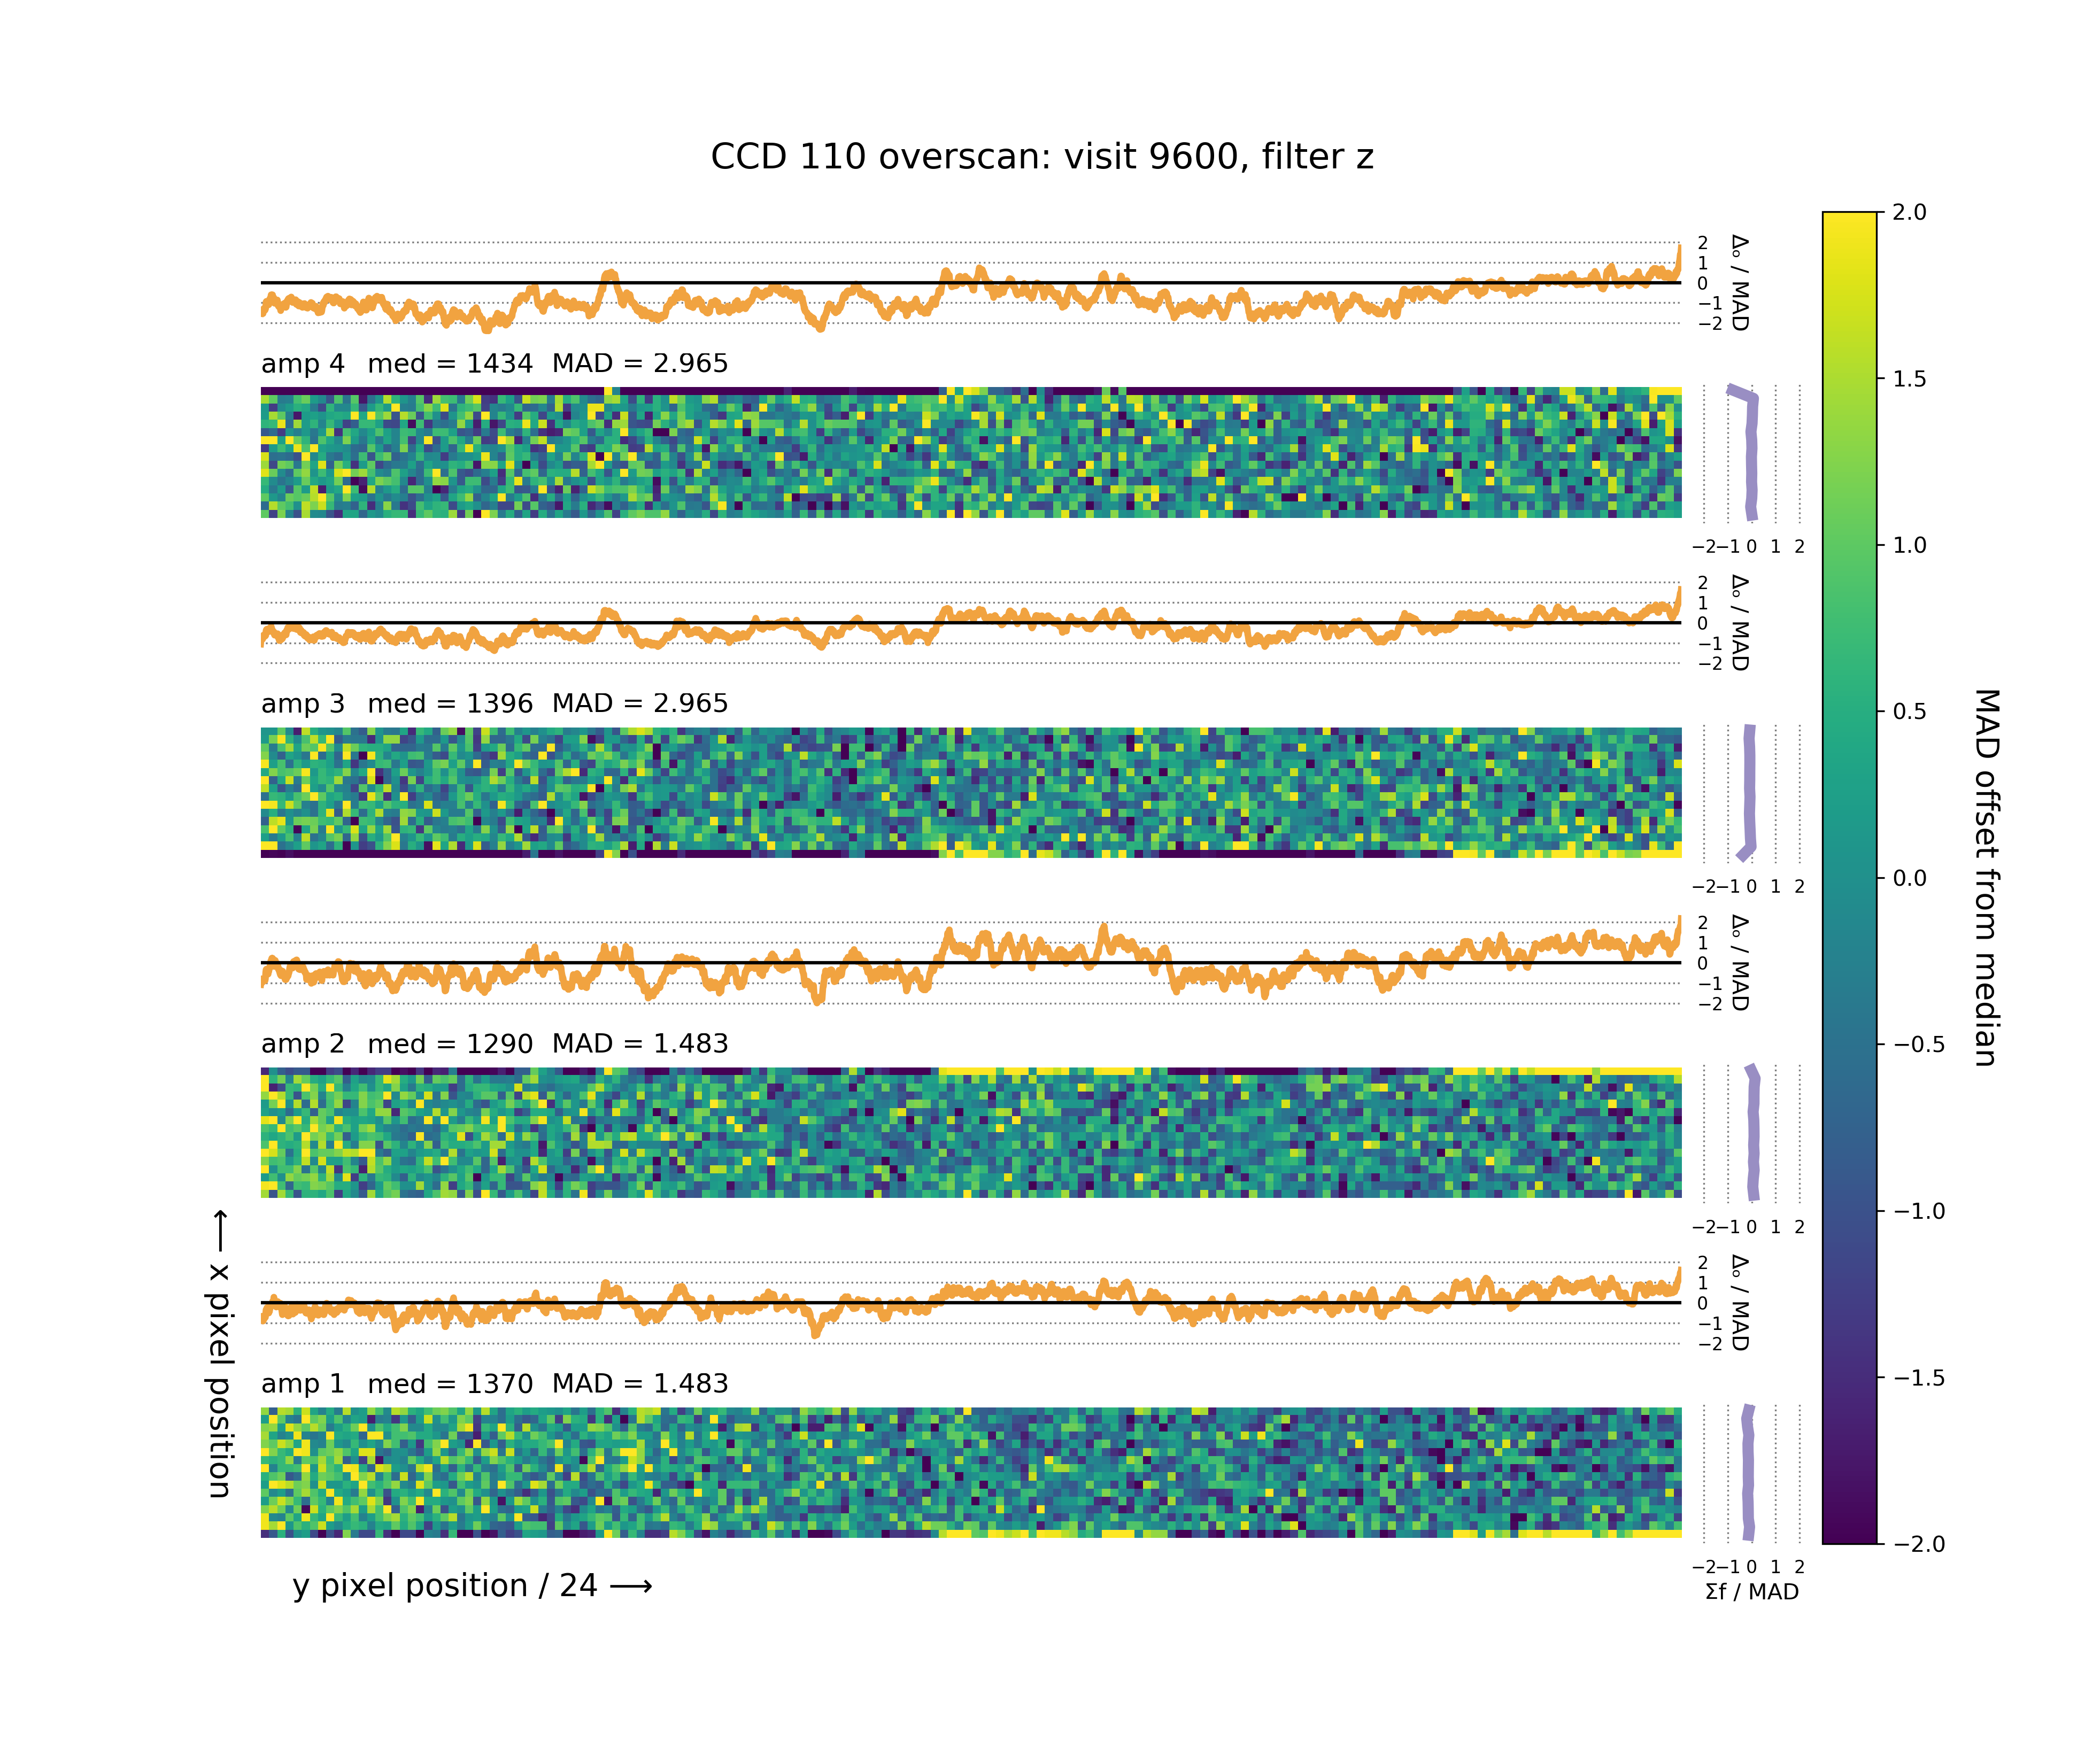 CCD 110 overscan: visit 9600, filter z
2
1
0
−1
−2
Δₒ / MAD
amp 4 med = 1434 MAD = 2.965
−2 −1 0 1 2
2
1
0
−1
−2
Δₒ / MAD
amp 3 med = 1396 MAD = 2.965
−2 −1 0 1 2
2
1
0
−1
−2
Δₒ / MAD
amp 2 med = 1290 MAD = 1.483
−2 −1 0 1 2
2
1
0
−1
−2
Δₒ / MAD
amp 1 med = 1370 MAD = 1.483
−2 −1 0 1 2
Σf / MAD
⟵ x pixel position
y pixel position / 24 ⟶
2.0
1.5
1.0
0.5
0.0
−0.5
−1.0
−1.5
−2.0
MAD offset from median